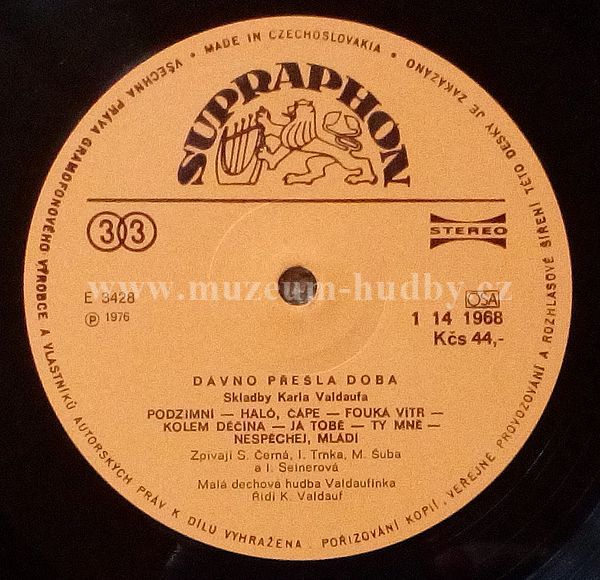 VŠECHNA PRÁVA GRAMOFONOVÉHO VÝROBCE A VLASTNÍKŮ AUTORSKÝCH PRÁV K DÍLU VYHRAŽENA. POŘIZOVÁNÍ KOPIÍ, VEŘEJNÉ PROVOZOVÁNÍ A ROZHLASOVÉ ŠÍŘENÍ TÉTO DESKY JE ZAKÁZÁNO • MADE IN CZECHOSLOVAKIA •
SUPRAPHON
33
STEREO
www.muzeum-hudby.cz
E 3428
OSA
Ⓟ 1976
1 14 1968
Kčs 44,-
DÁVNO PŘEŠLA DOBA
Skladby Karla Valdaufa
PODZIMNÍ — HALÓ, ČÁPE — FOUKÁ VÍTR —
KOLEM DĚČÍNA — JÁ TOBĚ — TY MNĚ —
NESPĚCHEJ, MLÁDÍ
Zpívají S. Černá, I. Trnka, M. Šuba
a I. Seinerová
Malá dechová hudba Valdaufinka
Řídí K. Valdauf